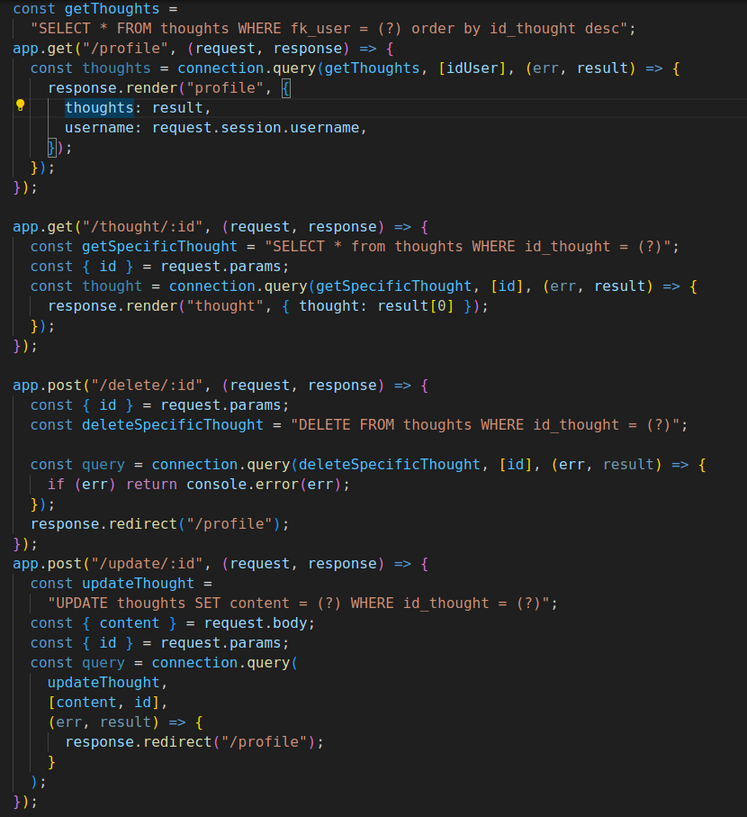 const getThoughts =
  "SELECT * FROM thoughts WHERE fk_user = (?) order by id_thought desc";
app.get("/profile", (request, response) => {
  const thoughts = connection.query(getThoughts, [idUser], (err, result) => {
    response.render("profile", {
      thoughts: result,
      username: request.session.username,
    });
  });
});

app.get("/thought/:id", (request, response) => {
  const getSpecificThought = "SELECT * from thoughts WHERE id_thought = (?)";
  const { id } = request.params;
  const thought = connection.query(getSpecificThought, [id], (err, result) => {
    response.render("thought", { thought: result[0] });
  });
});

app.post("/delete/:id", (request, response) => {
  const { id } = request.params;
  const deleteSpecificThought = "DELETE FROM thoughts WHERE id_thought = (?)";

  const query = connection.query(deleteSpecificThought, [id], (err, result) => {
    if (err) return console.error(err);
  });
  response.redirect("/profile");
});
app.post("/update/:id", (request, response) => {
  const updateThought =
    "UPDATE thoughts SET content = (?) WHERE id_thought = (?)";
  const { content } = request.body;
  const { id } = request.params;
  const query = connection.query(
    updateThought,
    [content, id],
    (err, result) => {
      response.redirect("/profile");
    }
  );
});